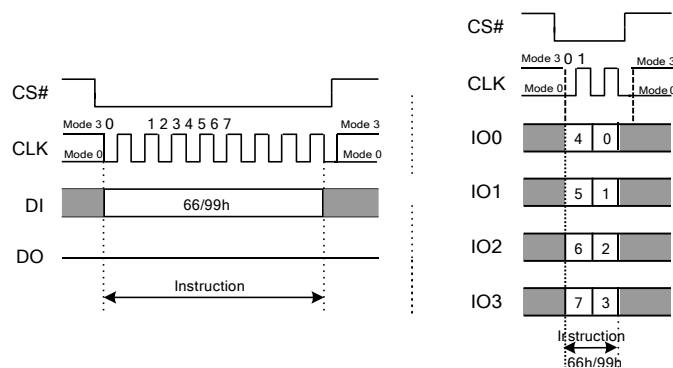 CS#
Mode 3 0 1 2 3 4 5 6 7 Mode 3
CLK
Mode 0 Mode 0
DI 66/99h
DO
Instruction
CS#
Mode 3 0 1 Mode 3
CLK
Mode 0 Mode 0
IO0 4 0
IO1 5 1
IO2 6 2
IO3 7 3
Instruction
66h/99h